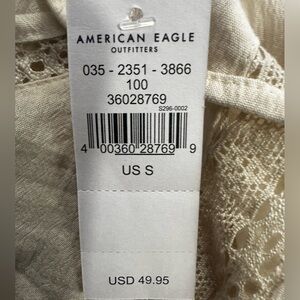 AMERICAN EAGLE
OUTFITTERS
035 - 2351 - 3866
100
36028769
S296-0002
4 00360 28769 9
US S
USD 49.95